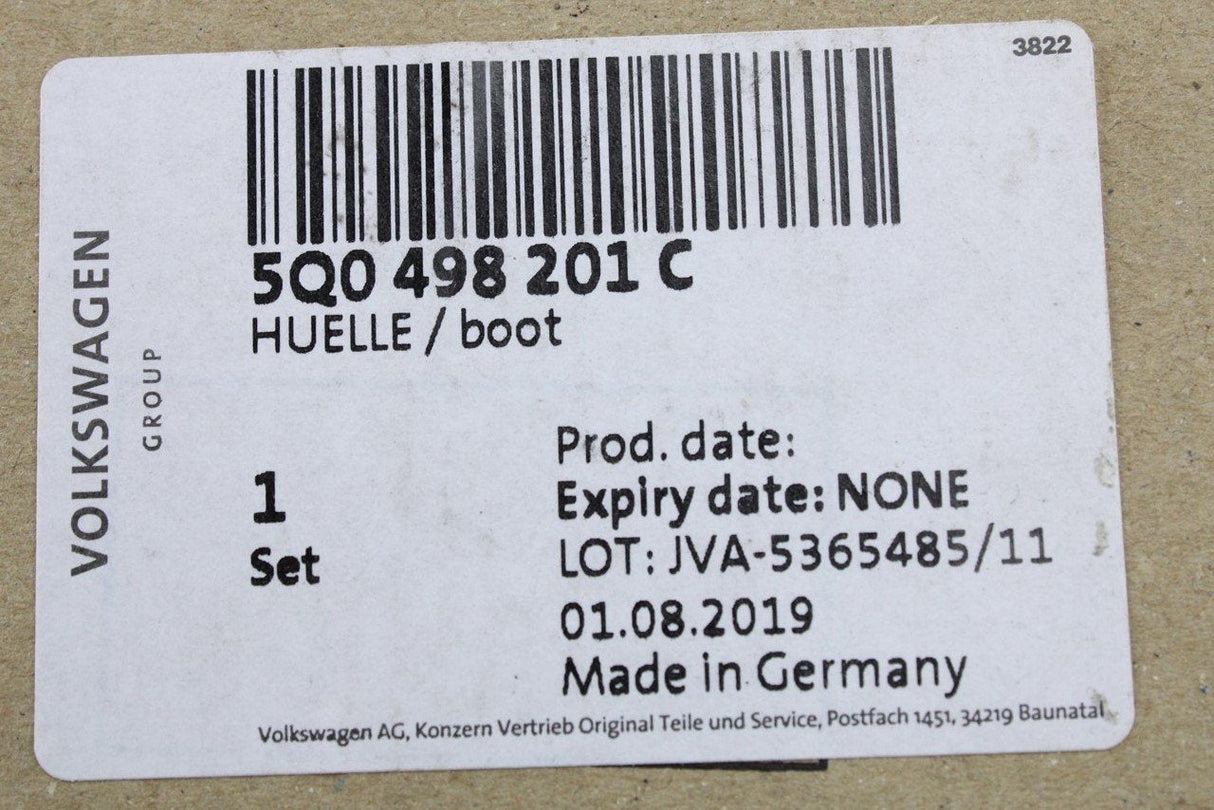 3822
VOLKSWAGEN
GROUP
5Q0 498 201 C
HUELLE / boot
1
Set
Prod. date:
Expiry date: NONE
LOT: JVA-5365485/11
01.08.2019
Made in Germany
Volkswagen AG, Konzern Vertrieb Original Teile und Service, Postfach 1451, 34219 Baunatal